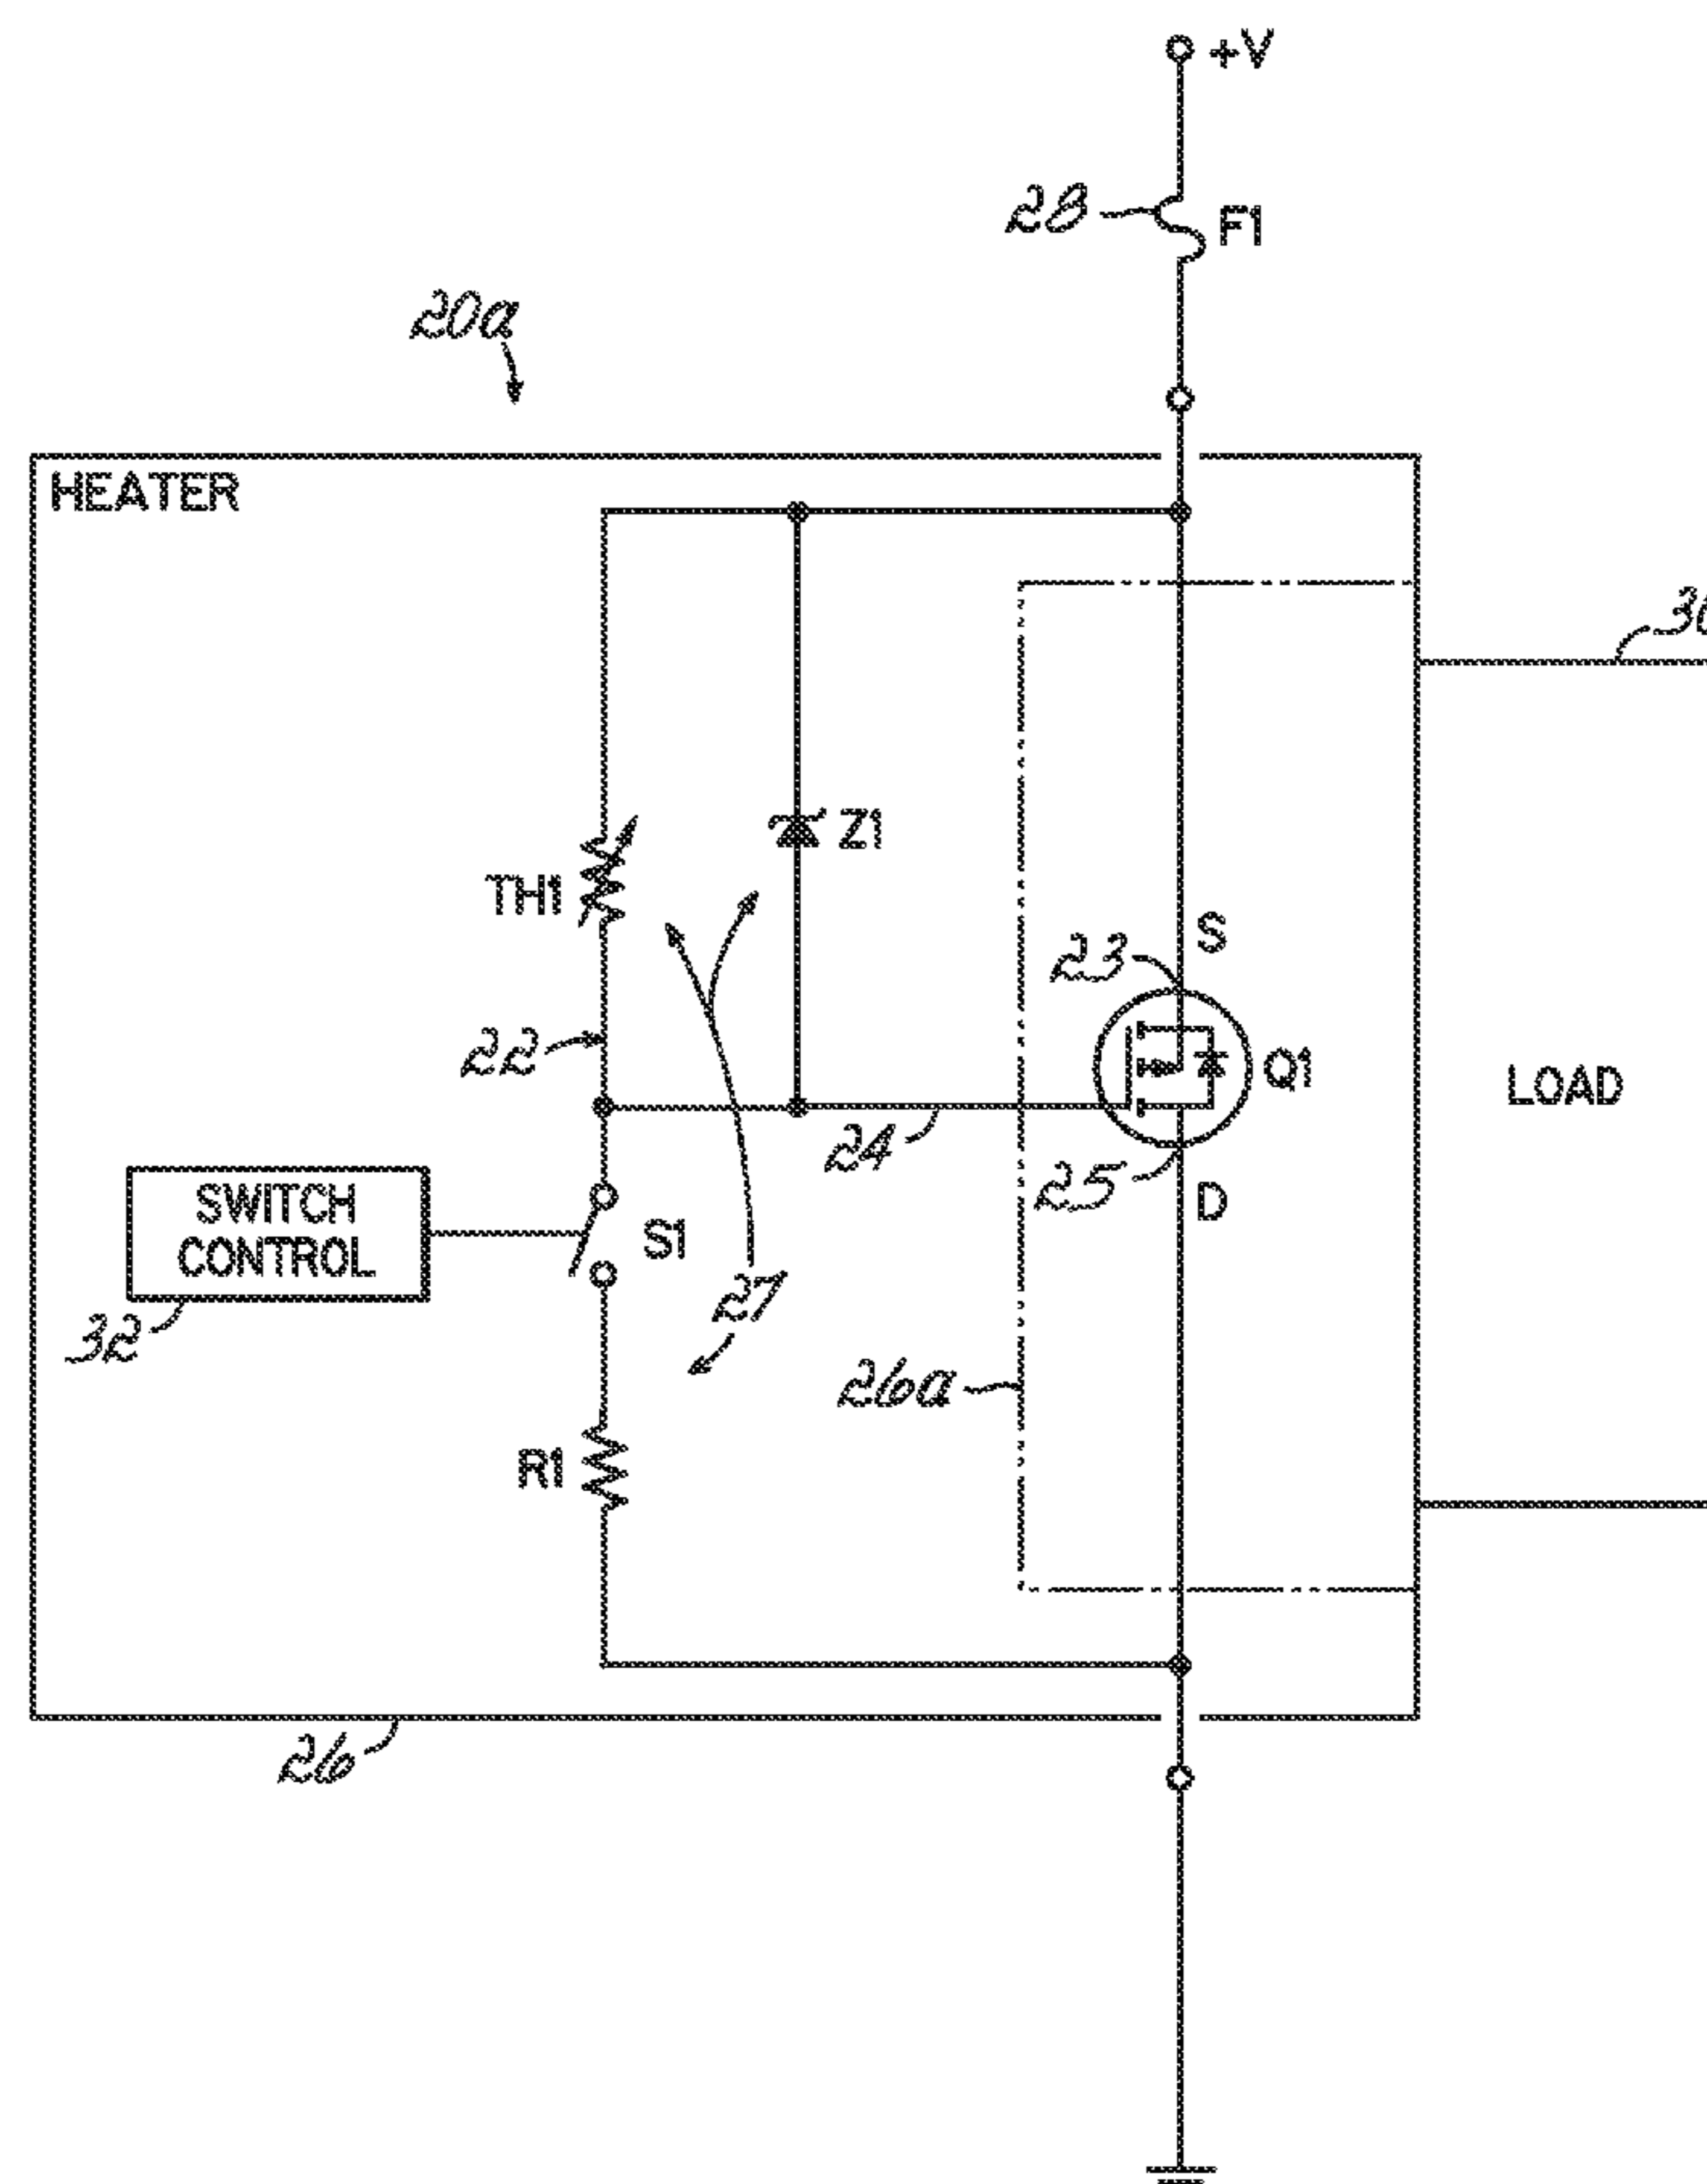 +V
28
F1
20a
HEATER
30
TH1
Z1
S
23
22
Q1
LOAD
24
25
D
SWITCH
CONTROL
S1
27
32
26a
R1
26